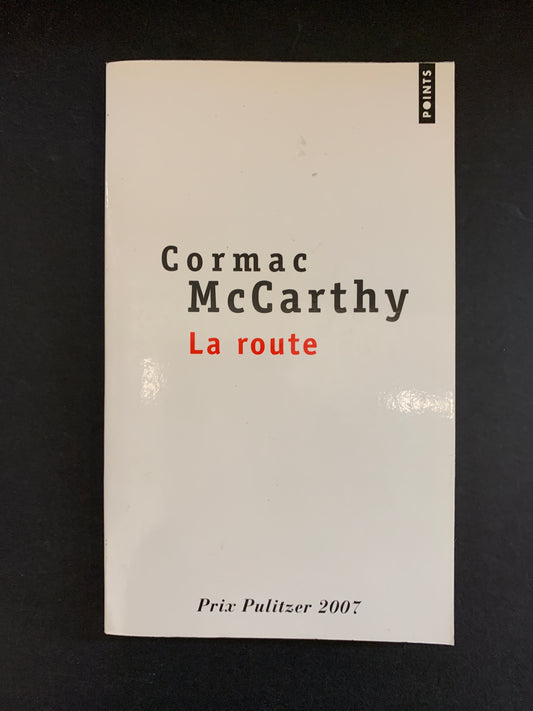 POINTS
Cormac
McCarthy
La route
Prix Pulitzer 2007